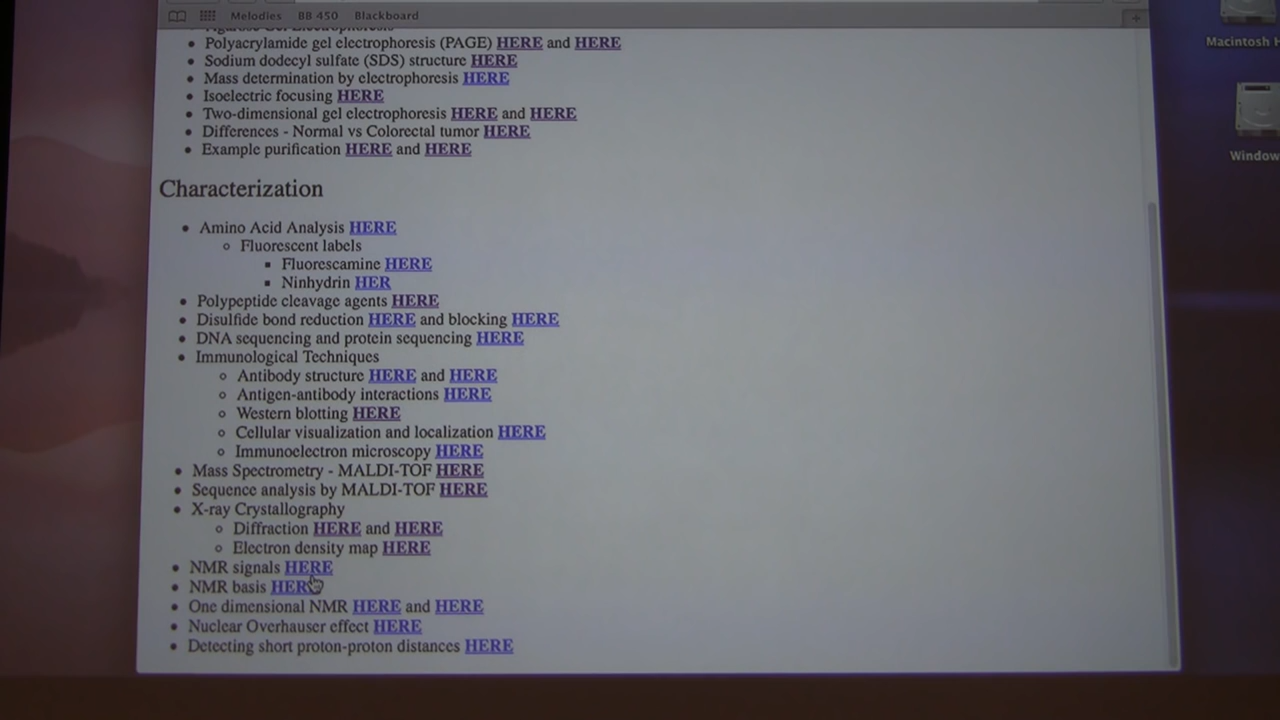 Melodies BB 450 Blackboard
Macintosh H
Agarose Gel Electrophoresis
• Polyacrylamide gel electrophoresis (PAGE) HERE and HERE
• Sodium dodecyl sulfate (SDS) structure HERE
• Mass determination by electrophoresis HERE
• Isoelectric focusing HERE
• Two-dimensional gel electrophoresis HERE and HERE
• Differences - Normal vs Colorectal tumor HERE
• Example purification HERE and HERE
Window
Characterization
• Amino Acid Analysis HERE
◦ Fluorescent labels
▪ Fluorescamine HERE
▪ Ninhydrin HER
• Polypeptide cleavage agents HERE
• Disulfide bond reduction HERE and blocking HERE
• DNA sequencing and protein sequencing HERE
• Immunological Techniques
◦ Antibody structure HERE and HERE
◦ Antigen-antibody interactions HERE
◦ Western blotting HERE
◦ Cellular visualization and localization HERE
◦ Immunoelectron microscopy HERE
• Mass Spectrometry - MALDI-TOF HERE
• Sequence analysis by MALDI-TOF HERE
• X-ray Crystallography
◦ Diffraction HERE and HERE
◦ Electron density map HERE
• NMR signals HERE
• NMR basis HERE
• One dimensional NMR HERE and HERE
• Nuclear Overhauser effect HERE
• Detecting short proton-proton distances HERE